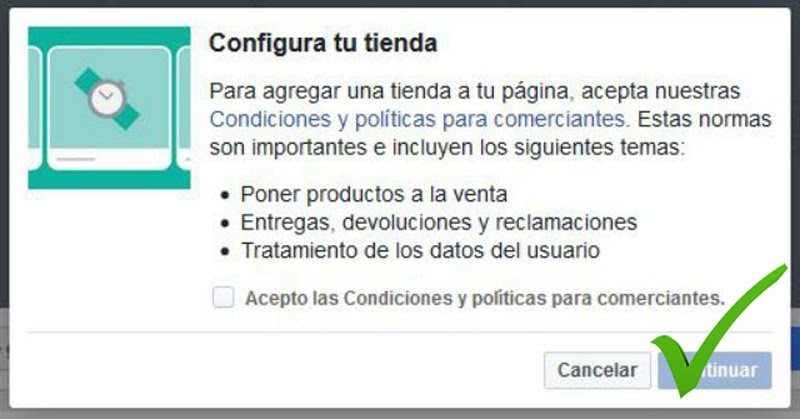 Configura tu tienda
Para agregar una tienda a tu página, acepta nuestras
Condiciones y políticas para comerciantes. Estas normas
son importantes e incluyen los siguientes temas:
• Poner productos a la venta
• Entregas, devoluciones y reclamaciones
• Tratamiento de los datos del usuario
Acepto las Condiciones y políticas para comerciantes.
Cancelar